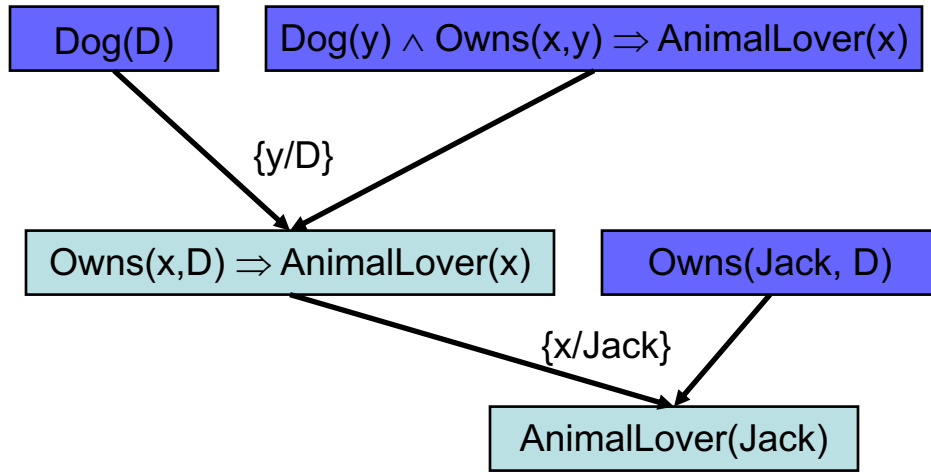 Dog(D)
Dog(y) ∧ Owns(x,y) ⇒ AnimalLover(x)
{y/D}
Owns(x,D) ⇒ AnimalLover(x)
Owns(Jack, D)
{x/Jack}
AnimalLover(Jack)